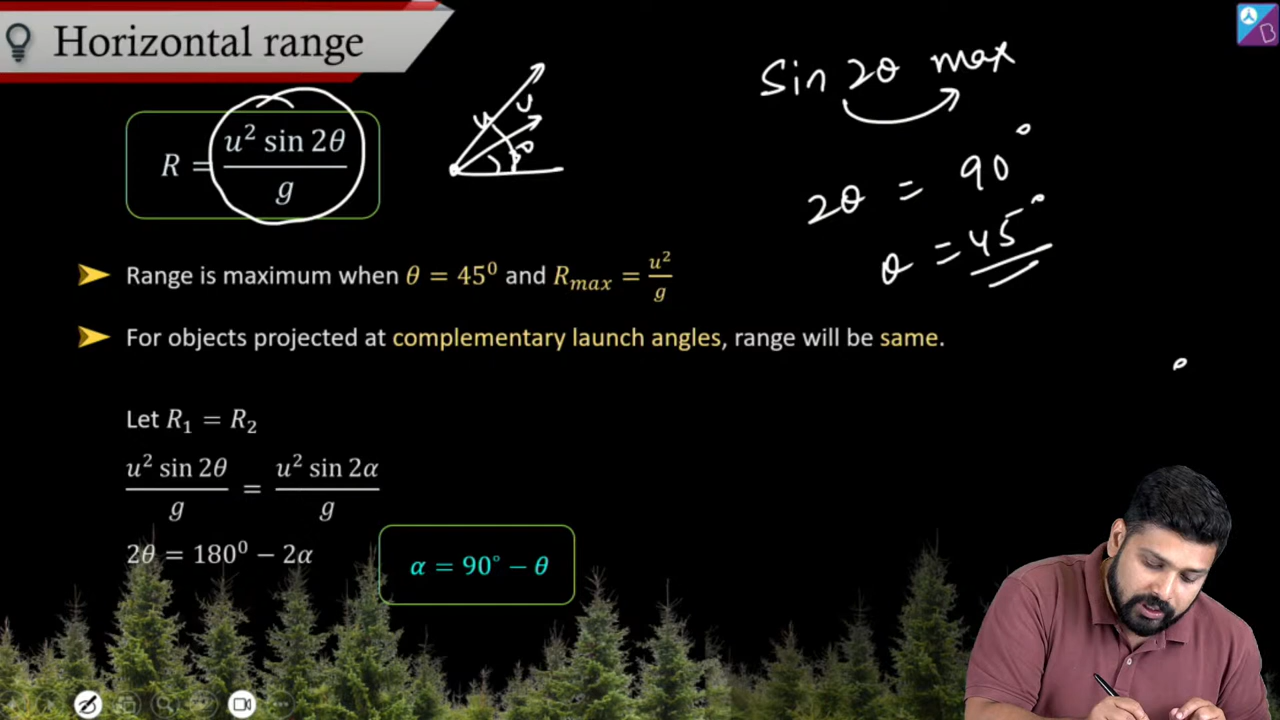 Horizontal range
R = u² sin 2θ / g
u
u
θ
Sin 2θ max
2θ = 90°
θ = 45°
Range is maximum when θ = 45⁰ and R_max = u²/g
For objects projected at complementary launch angles, range will be same.
Let R₁ = R₂
u² sin 2θ / g = u² sin 2α / g
2θ = 180⁰ − 2α
α = 90° − θ
B